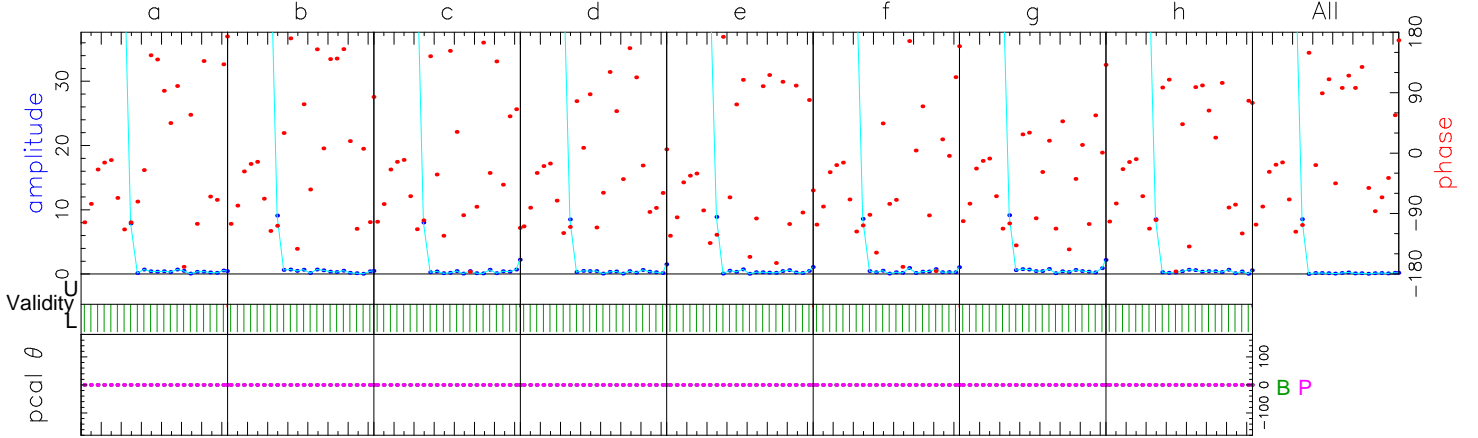 a b c d e f g h All
amplitude
0 10 20 30
phase
180 90 0 −90 −180
Validity
U
L
pcal θ
100 0 −100
B P